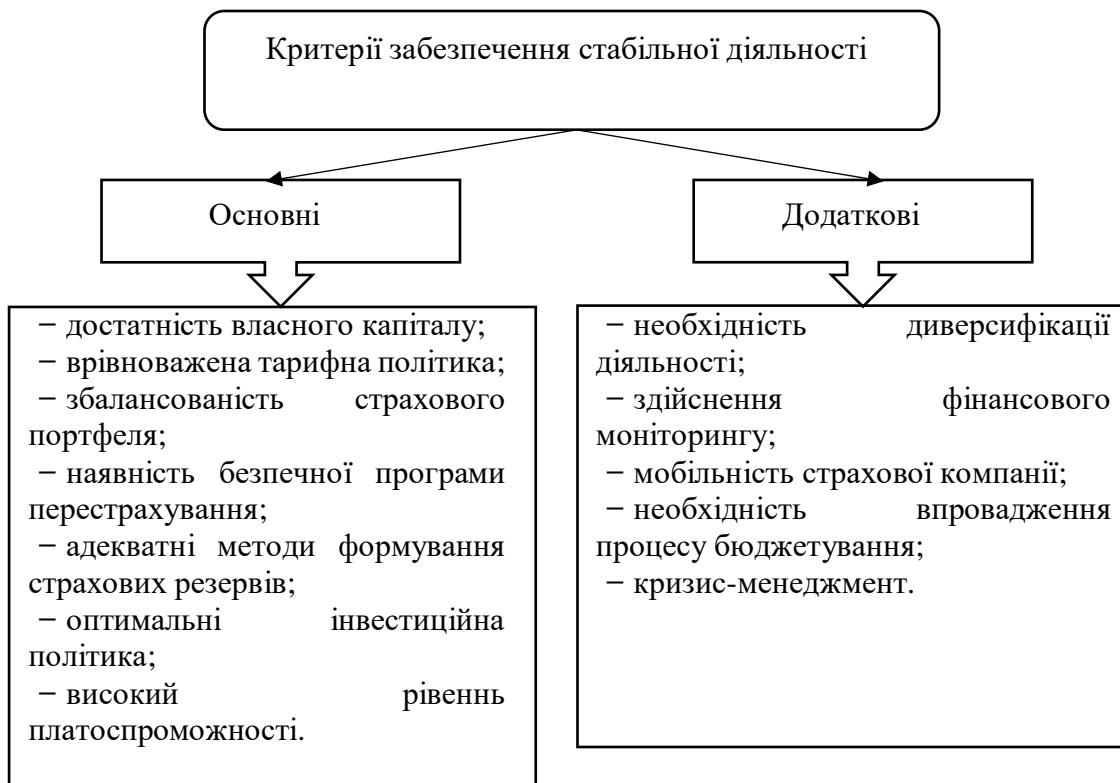 Критерії забезпечення стабільної діяльності
Основні
Додаткові
− достатність власного капіталу;
− врівноважена тарифна політика;
− збалансованість страхового
портфеля;
− наявність безпечної програми
перестрахування;
− адекватні методи формування
страхових резервів;
− оптимальні інвестиційна
політика;
− високий рівеннь
платоспроможності.
− необхідність диверсифікації
діяльності;
− здійснення фінансового
моніторингу;
− мобільність страхової компанії;
− необхідність впровадження
процесу бюджетування;
− кризис-менеджмент.